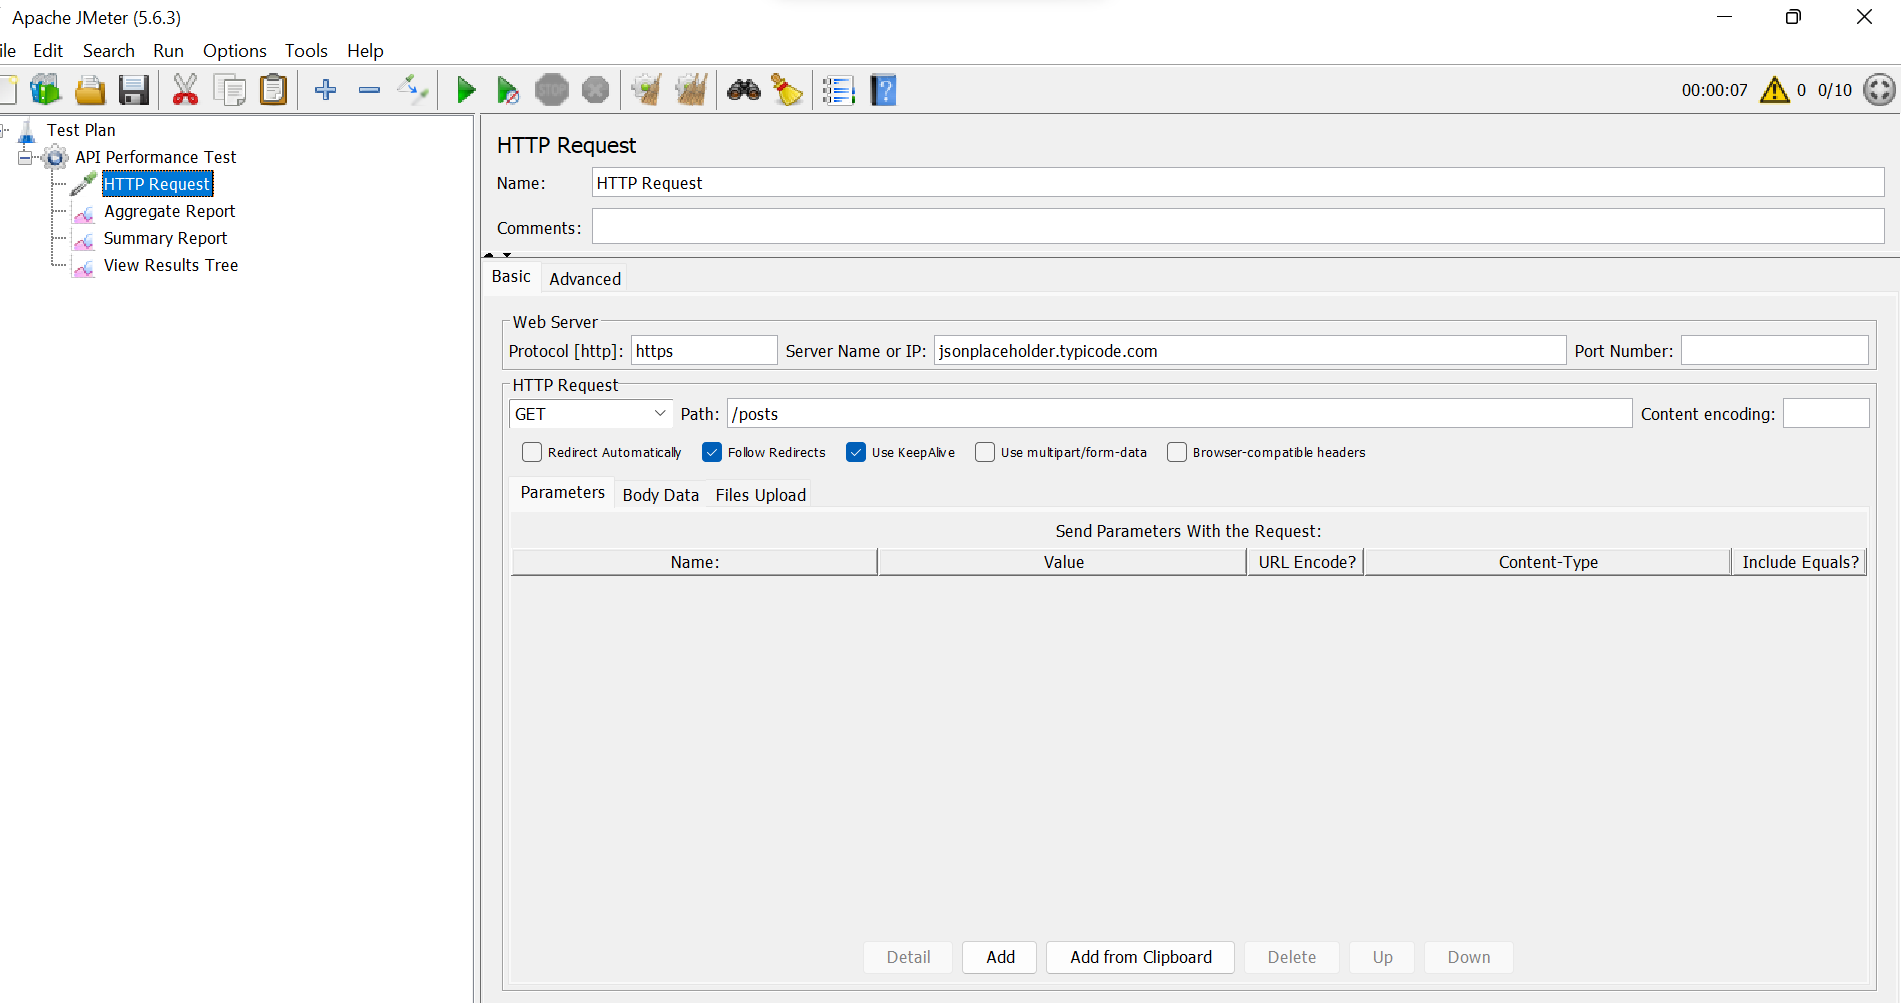 Apache JMeter (5.6.3)
ile Edit Search Run Options Tools Help
STOP ? 00:00:07 0 0/10
Test Plan
API Performance Test
HTTP Request
Aggregate Report
Summary Report
View Results Tree
HTTP Request
Name: HTTP Request
Comments:
Basic Advanced
Web Server
Protocol [http]: https Server Name or IP: jsonplaceholder.typicode.com Port Number:
HTTP Request
GET Path: /posts Content encoding:
Redirect Automatically Follow Redirects Use KeepAlive Use multipart/form-data Browser-compatible headers
Parameters Body Data Files Upload
Send Parameters With the Request:
Name: Value URL Encode? Content-Type Include Equals?
Detail Add Add from Clipboard Delete Up Down